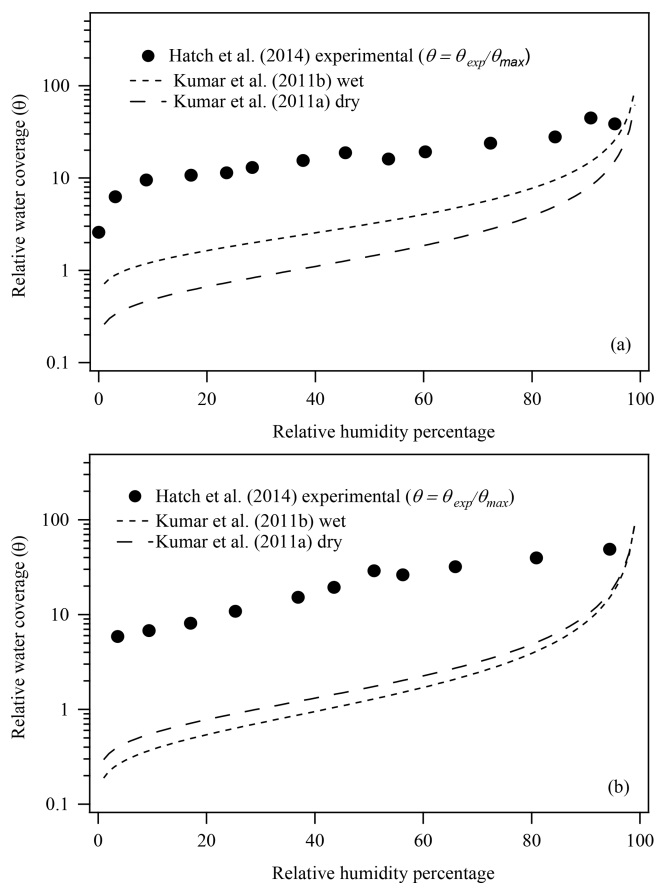 Hatch et al. (2014) experimental (θ = θexp/θmax)
Kumar et al. (2011b) wet
Kumar et al. (2011a) dry
100
10
1
0.1
Relative water coverage (θ)
(a)
0 20 40 60 80 100
Relative humidity percentage
Hatch et al. (2014) experimental (θ = θexp/θmax)
Kumar et al. (2011b) wet
Kumar et al. (2011a) dry
100
10
1
0.1
Relative water coverage (θ)
(b)
0 20 40 60 80 100
Relative humidity percentage